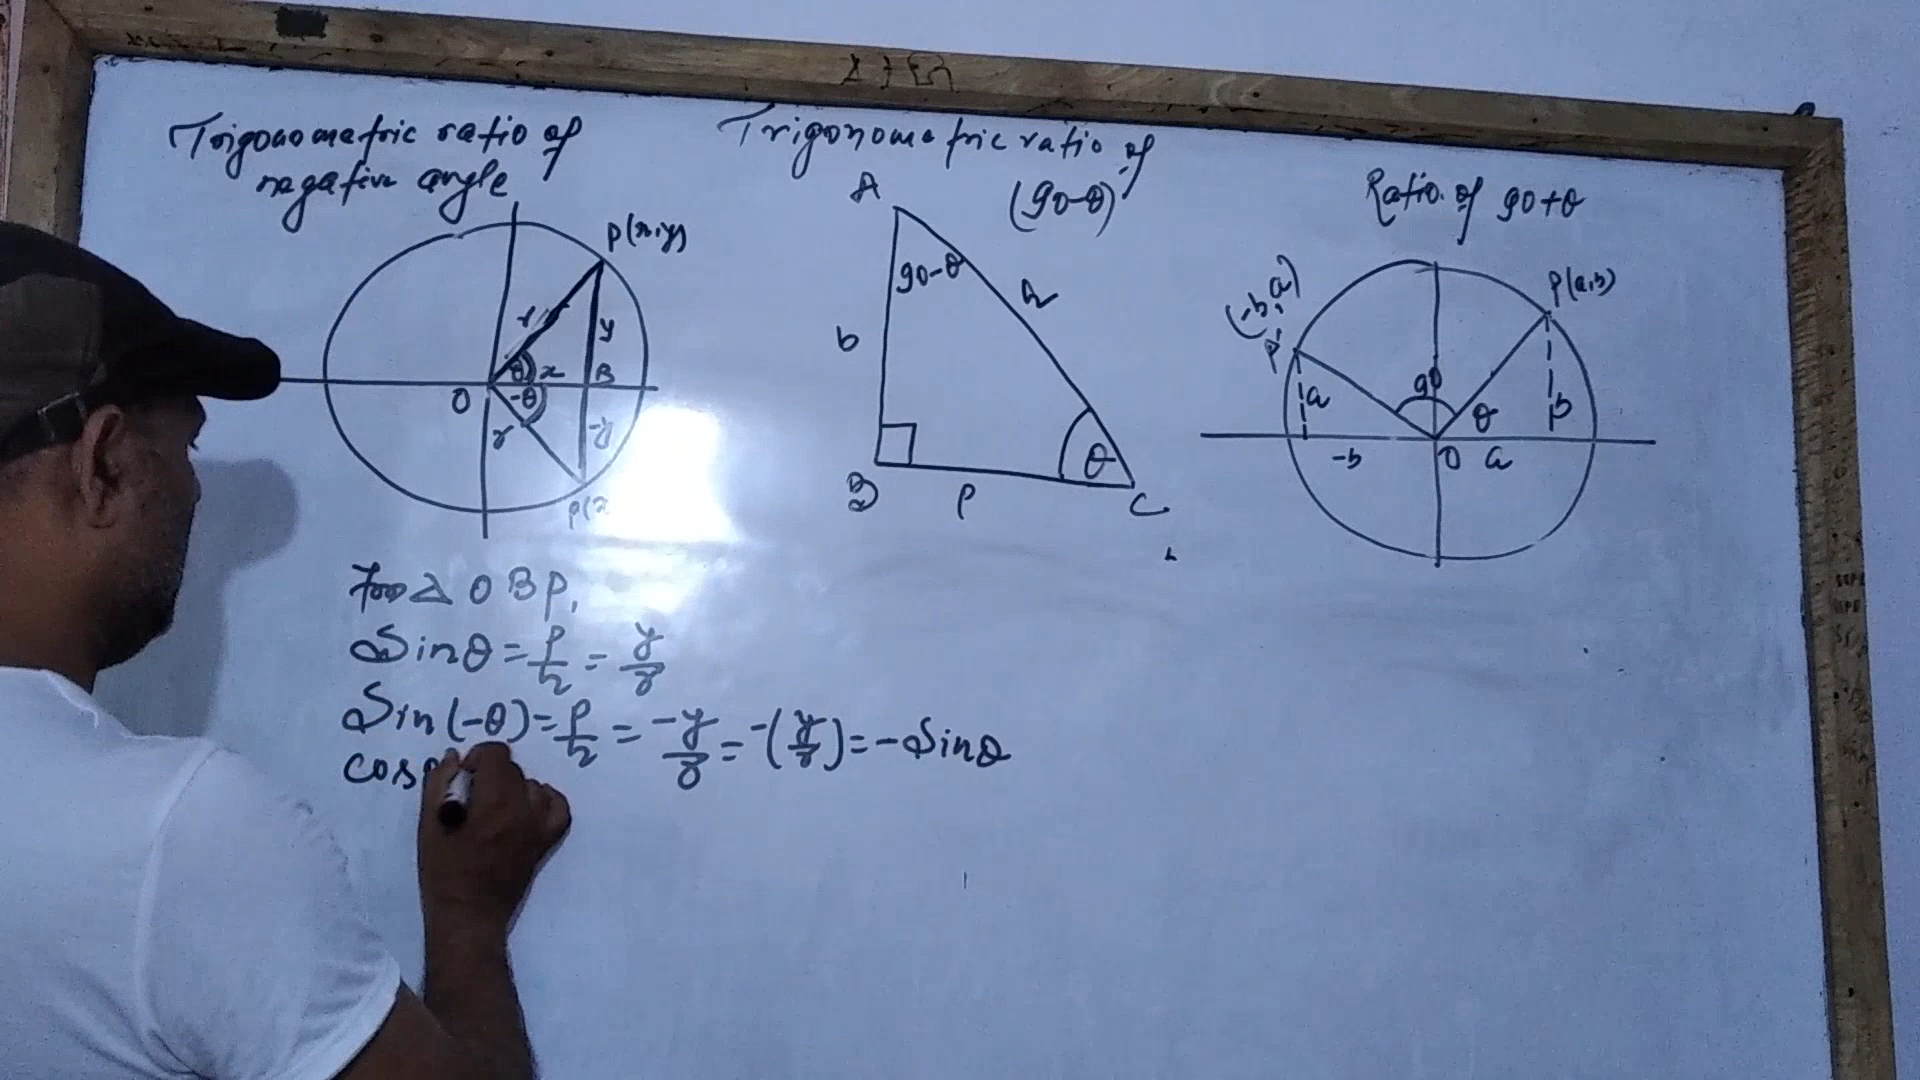 Trigonometric ratio of
negative angle
P(x,y)
r
y
θ
x
B
O
-θ
r
-y
P(x
Trigonometric ratio of
(90-θ)
A
90-θ
h
b
θ
B
P
C
Ratio of 90+θ
(-b, a)
P'
P(a,b)
90
θ
a
b
-b
O
a
For Δ OBP,
Sinθ = P/h = y/r
Sin(-θ) = P/h = -y/r = -(y/r) = -Sinθ
cos